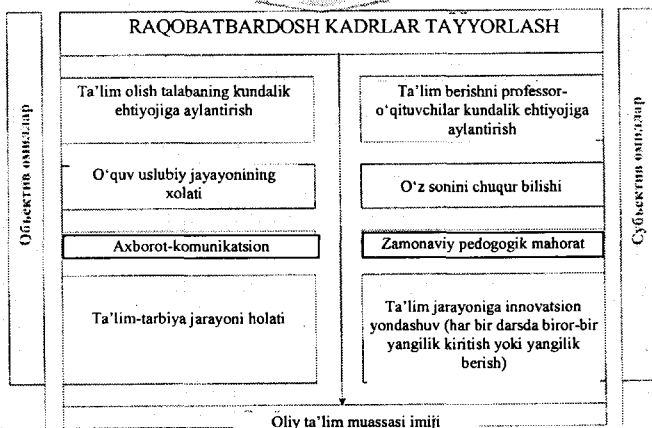 RAQOBATBARDOSH KADRLAR TAYYORLASH
Объектив омиллар
Ta’lim olish talabaning kundalik
ehtiyojiga aylantirish
O‘quv uslubiy jayayonining
xolati
Axborot-komunikatsion
Ta’lim-tarbiya jarayoni holati
Ta’lim berishni professor-
o‘qituvchilar kundalik ehtiyojiga
aylantirish
O‘z sonini chuqur bilishi
Zamonaviy pedogogik mahorat
Ta’lim jarayoniga innovatsion
yondashuv (har bir darsda biror-bir
yangilik kiritish yoki yangilik
berish)
Субъектив омиллар
Oliy ta’lim muassasi imiji